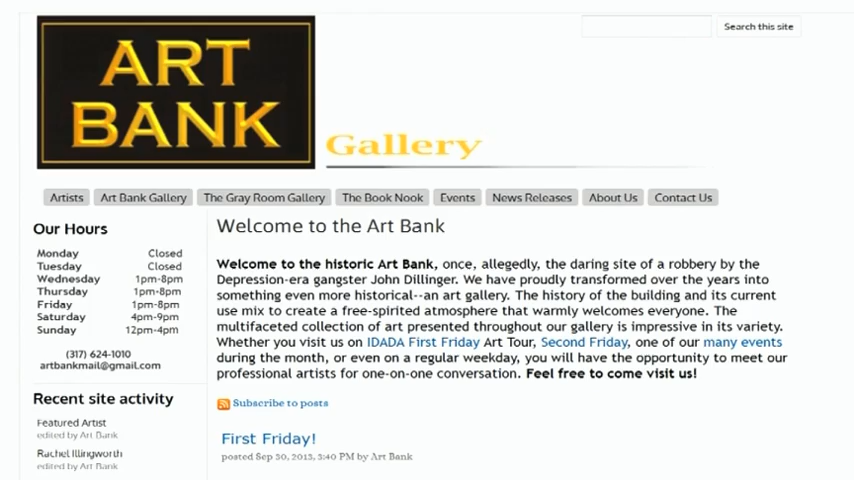 ART
BANK
Gallery
Search this site
Artists
Art Bank Gallery
The Gray Room Gallery
The Book Nook
Events
News Releases
About Us
Contact Us
Our Hours
Monday Closed
Tuesday Closed
Wednesday 1pm-8pm
Thursday 1pm-8pm
Friday 1pm-8pm
Saturday 4pm-9pm
Sunday 12pm-4pm
(317) 624-1010
artbankmail@gmail.com
Recent site activity
Featured Artist
edited by Art Bank
Rachel Illingworth
edited by Art Bank
Welcome to the Art Bank
Welcome to the historic Art Bank, once, allegedly, the daring site of a robbery by the
Depression-era gangster John Dillinger. We have proudly transformed over the years into
something even more historical--an art gallery. The history of the building and its current
use mix to create a free-spirited atmosphere that warmly welcomes everyone. The
multifaceted collection of art presented throughout our gallery is impressive in its variety.
Whether you visit us on IDADA First Friday Art Tour, Second Friday, one of our many events
during the month, or even on a regular weekday, you will have the opportunity to meet our
professional artists for one-on-one conversation. Feel free to come visit us!
Subscribe to posts
First Friday!
posted Sep 30, 2013, 3:40 PM by Art Bank